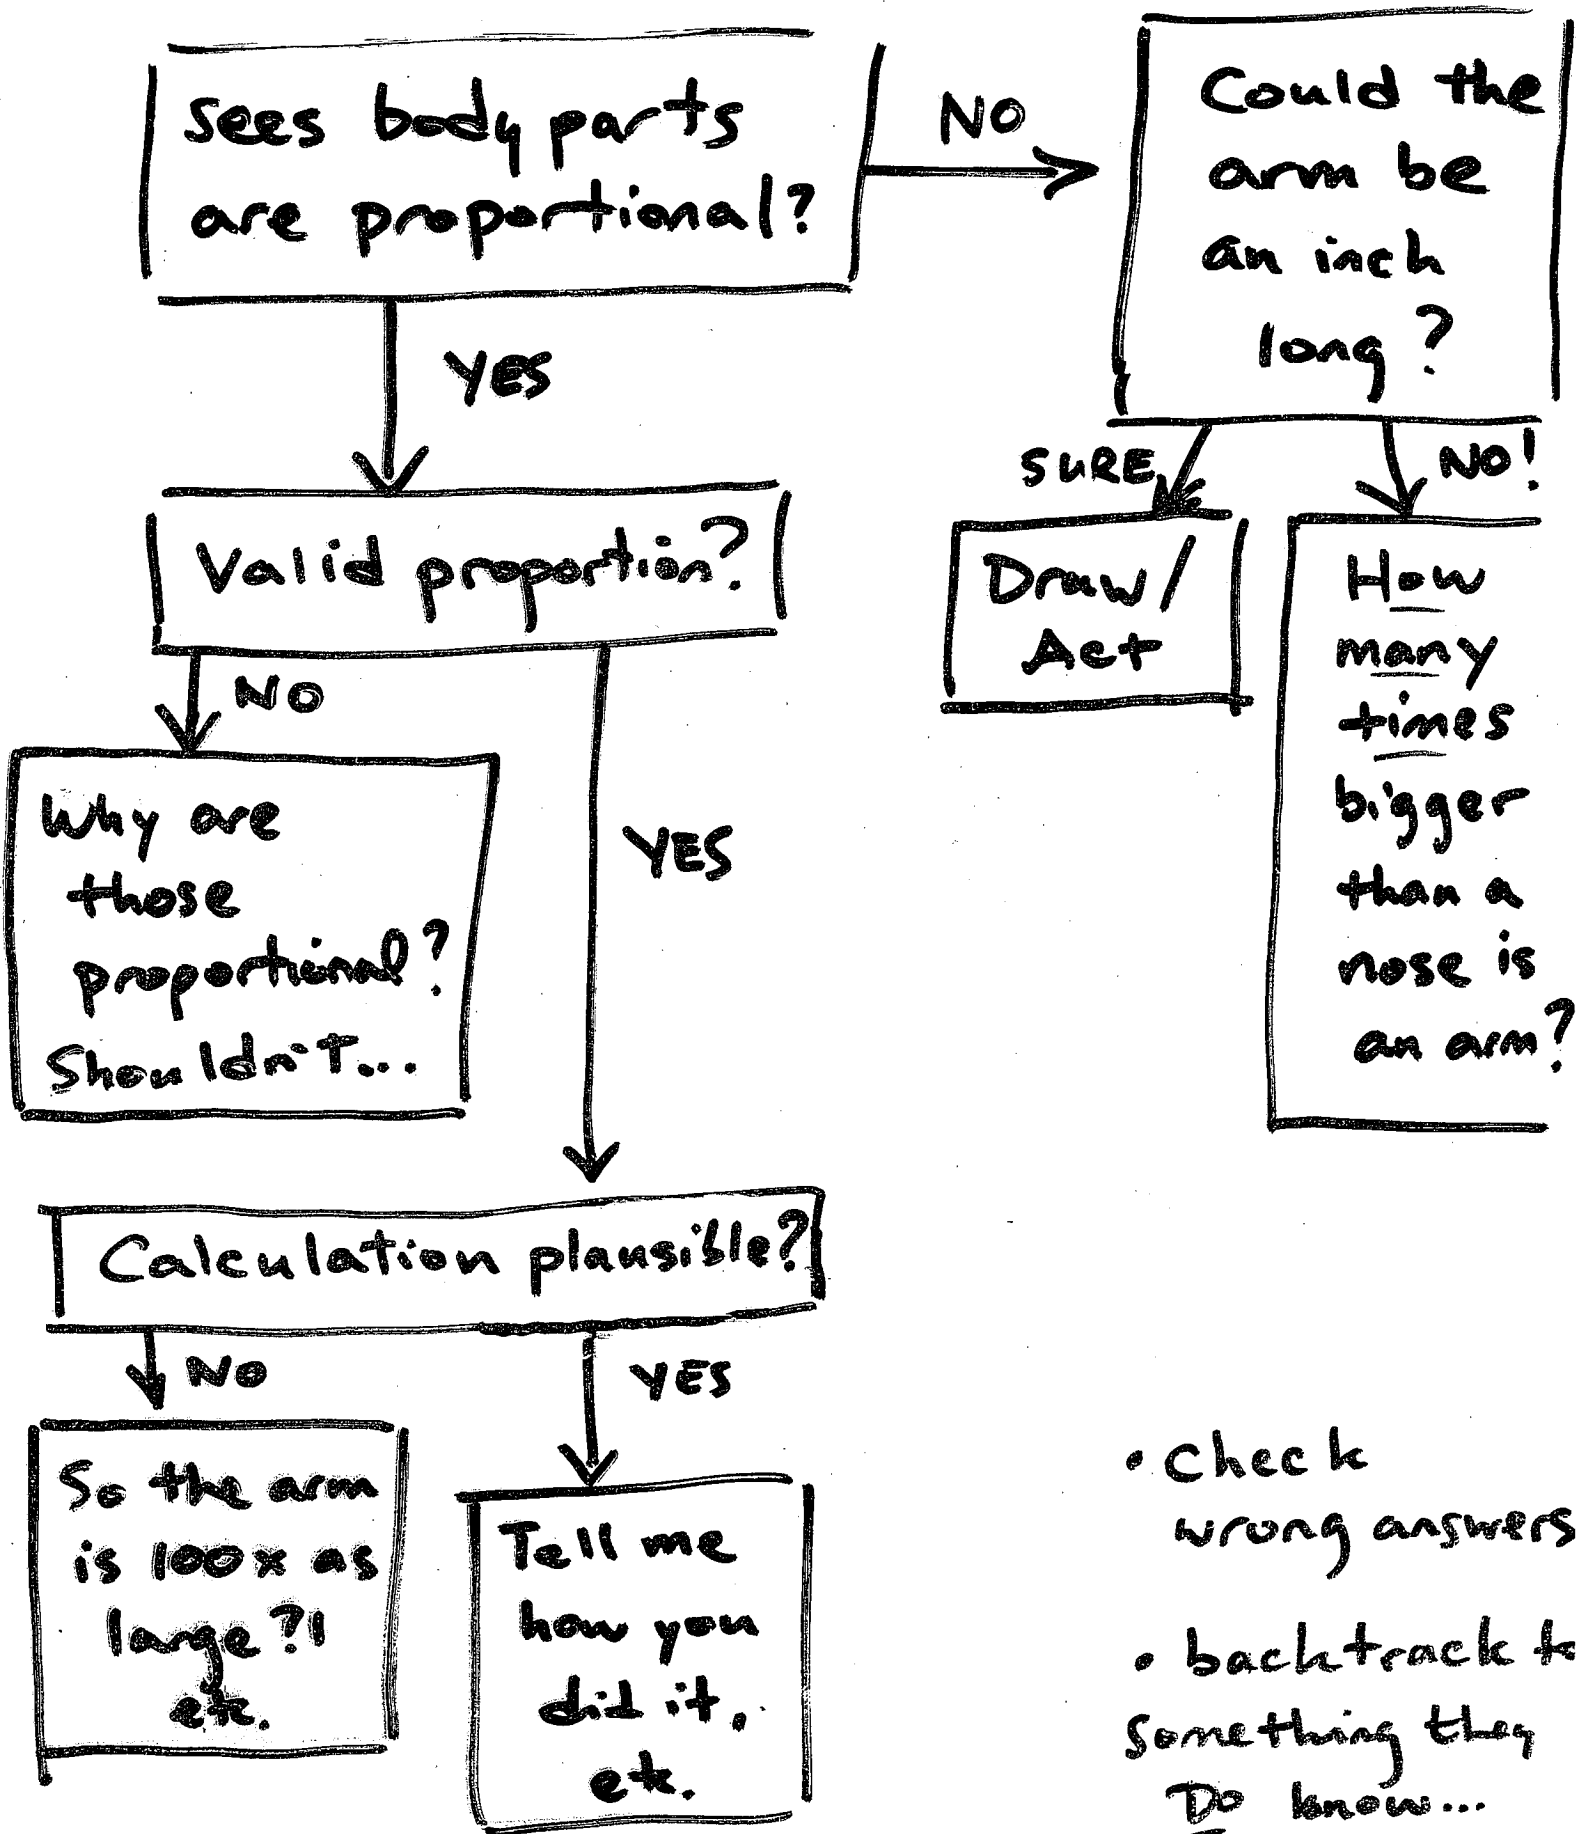 Sees body parts
are proportional?
NO
Could the
arm be
an inch
long?
YES
SURE
NO!
Valid proportion?
Draw/
Act
How
many
times
bigger
than a
nose is
an arm?
NO
YES
Why are
those
proportional?
Shouldn't...
Calculation plausible?
NO
YES
So the arm
is 100x as
large?!
etc.
Tell me
how you
did it,
etc.
• Check
wrong answers
• backtrack to
something they
DO know...